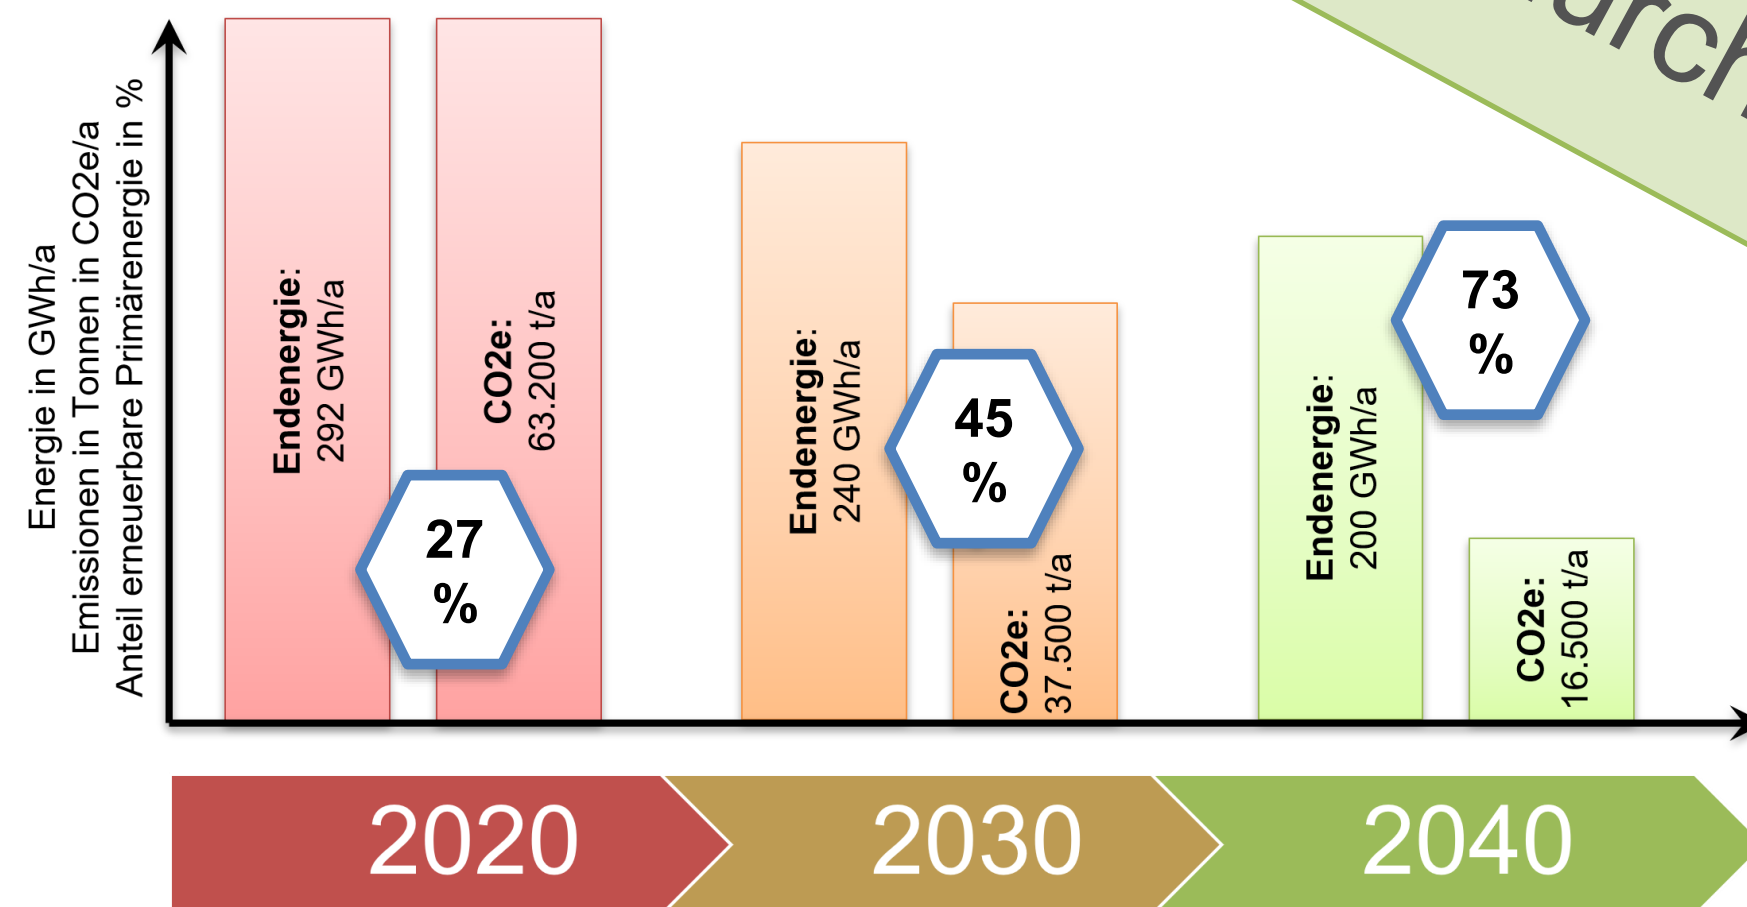 Energie in GWh/a
Emissionen in Tonnen in CO2e/a
Anteil erneuerbare Primärenergie in %
Endenergie:
292 GWh/a
CO2e:
63.200 t/a
27
%
Endenergie:
240 GWh/a
45
%
CO2e:
37.500 t/a
Endenergie:
200 GWh/a
73
%
CO2e:
16.500 t/a
2020
2030
2040